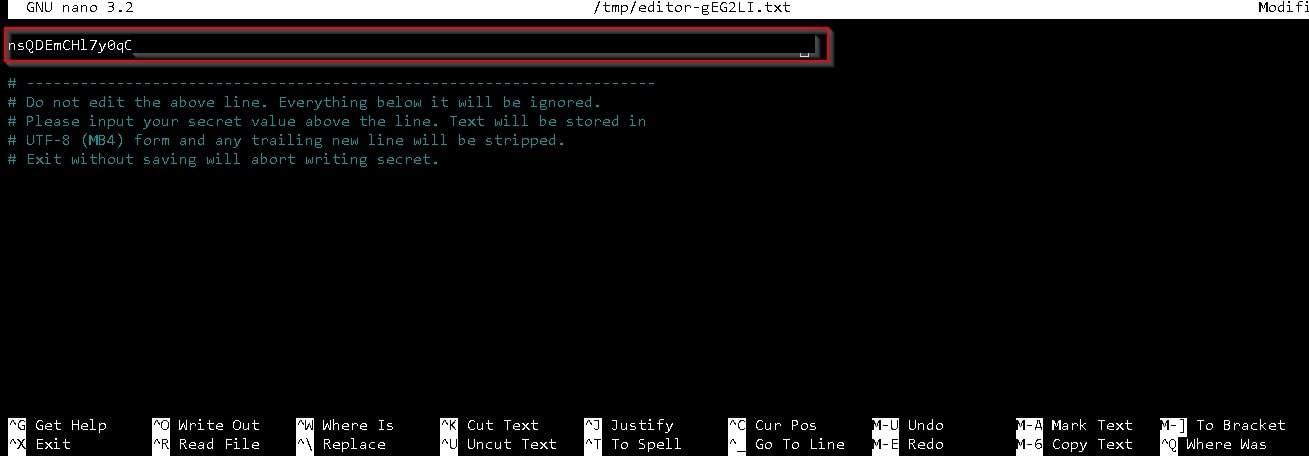 GNU nano 3.2 /tmp/editor-gEG2LI.txt Modifi
nsQDEmCHl7y0qC
# ----------------------------------------------------------------------
# Do not edit the above line. Everything below it will be ignored.
# Please input your secret value above the line. Text will be stored in
# UTF-8 (MB4) form and any trailing new line will be stripped.
# Exit without saving will abort writing secret.
^G Get Help ^O Write Out ^W Where Is ^K Cut Text ^J Justify ^C Cur Pos M-U Undo M-A Mark Text M-] To Bracket
^X Exit ^R Read File ^\ Replace ^U Uncut Text ^T To Spell ^_ Go To Line M-E Redo M-6 Copy Text ^Q Where Was